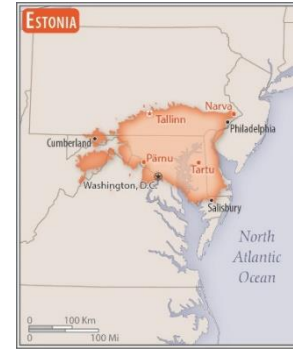 ESTONIA
Narva
Tallinn
Philadelphia
Cumberland
Pärnu
Tartu
Washington, D.C.
Salisbury
North
Atlantic
Ocean
0 100 Km
0 100 Mi